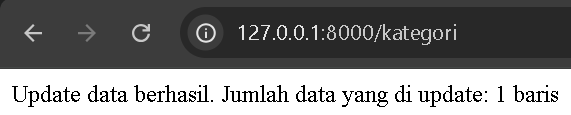 127.0.0.1:8000/kategori
Update data berhasil. Jumlah data yang di update: 1 baris